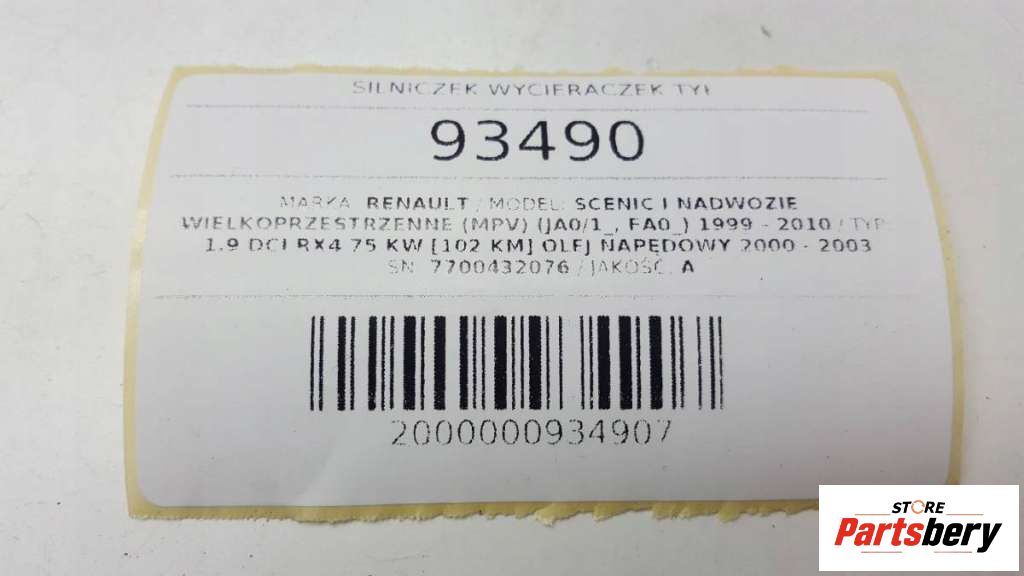 SILNICZEK WYCIERACZEK TYŁ
93490
MARKA: RENAULT / MODEL: SCENIC I NADWOZIE
WIELKOPRZESTRZENNE (MPV) (JA0/1_, FA0_) 1999 - 2010 / TYP:
1.9 DCI RX4 75 KW [102 KM] OLEJ NAPĘDOWY 2000 - 2003
SN: 7700432076 / JAKOŚĆ: A
2000000934907
STORE
Partsbery